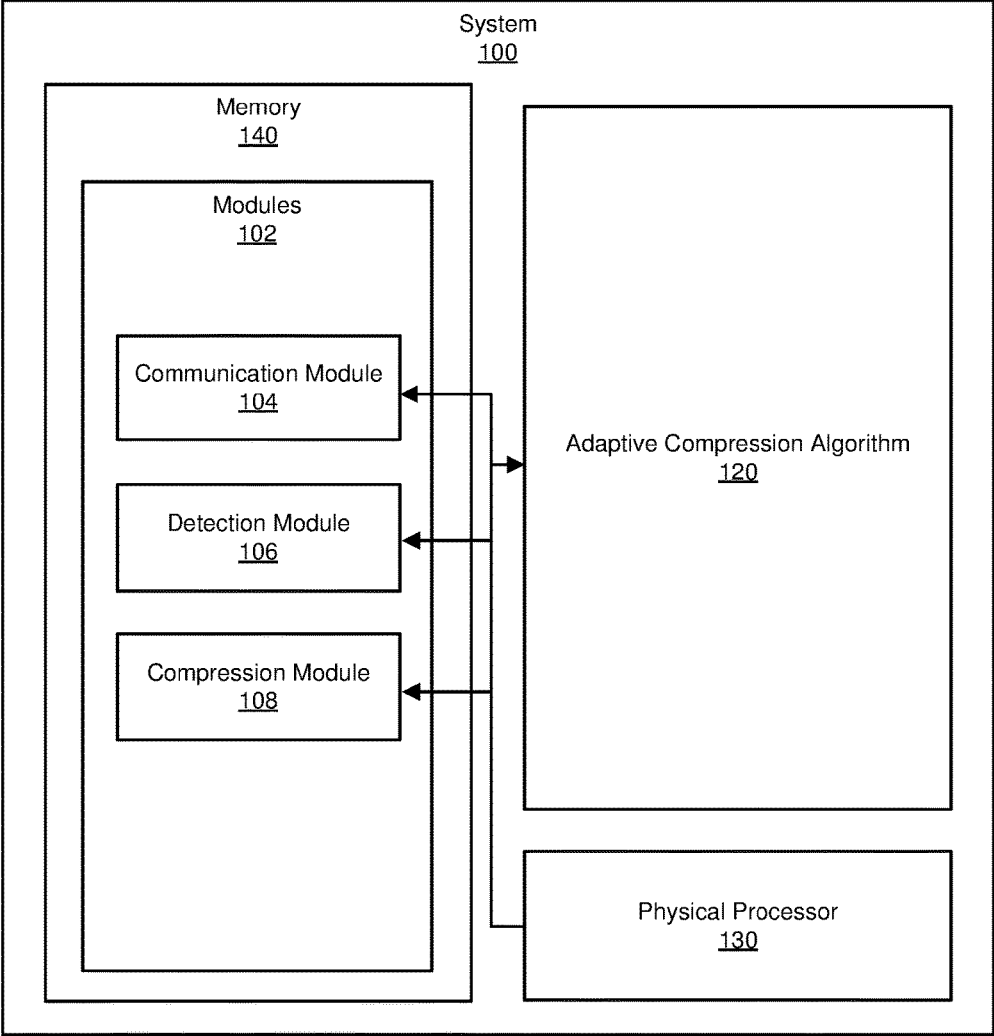 System
100
Memory
140
Modules
102
Communication Module
104
Detection Module
106
Compression Module
108
Adaptive Compression Algorithm
120
Physical Processor
130